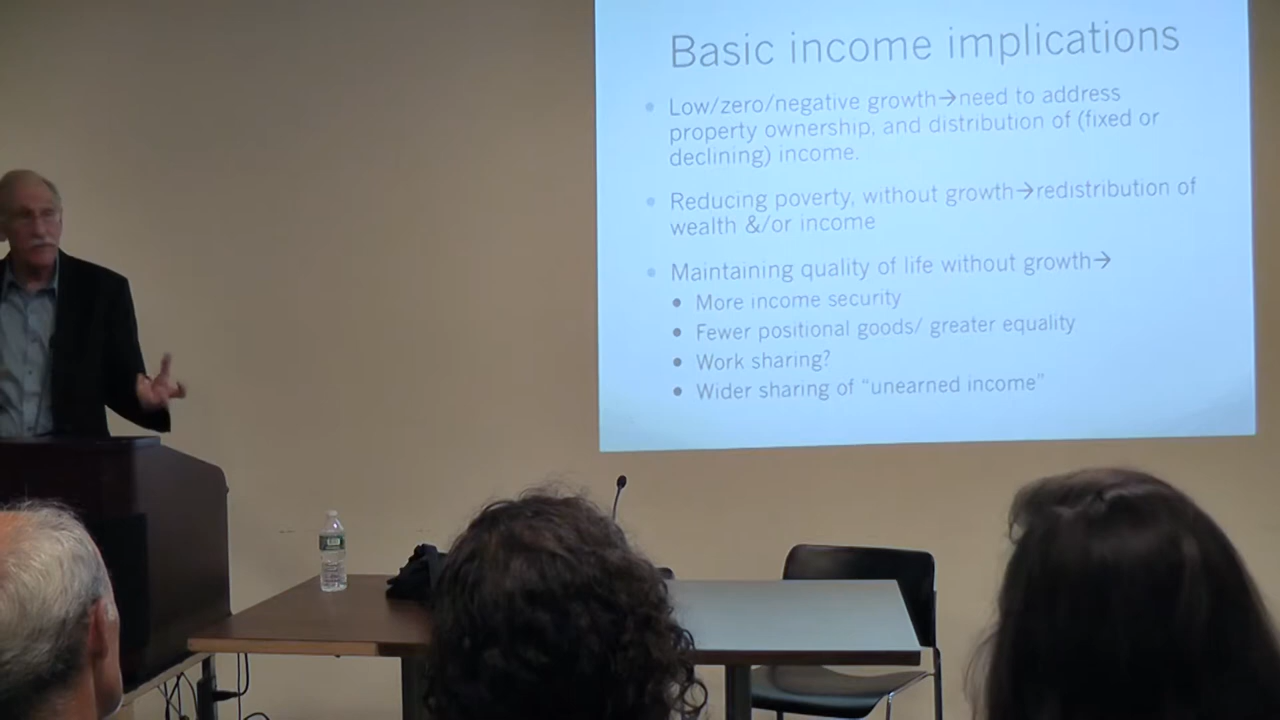 Basic income implications
• Low/zero/negative growth→need to address
property ownership, and distribution of (fixed or
declining) income.
• Reducing poverty, without growth→redistribution of
wealth &/or income
• Maintaining quality of life without growth→
• More income security
• Fewer positional goods/ greater equality
• Work sharing?
• Wider sharing of “unearned income”